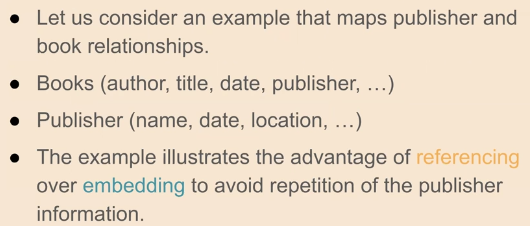 ● Let us consider an example that maps publisher and
book relationships.
● Books (author, title, date, publisher, …)
● Publisher (name, date, location, …)
● The example illustrates the advantage of referencing
over embedding to avoid repetition of the publisher
information.